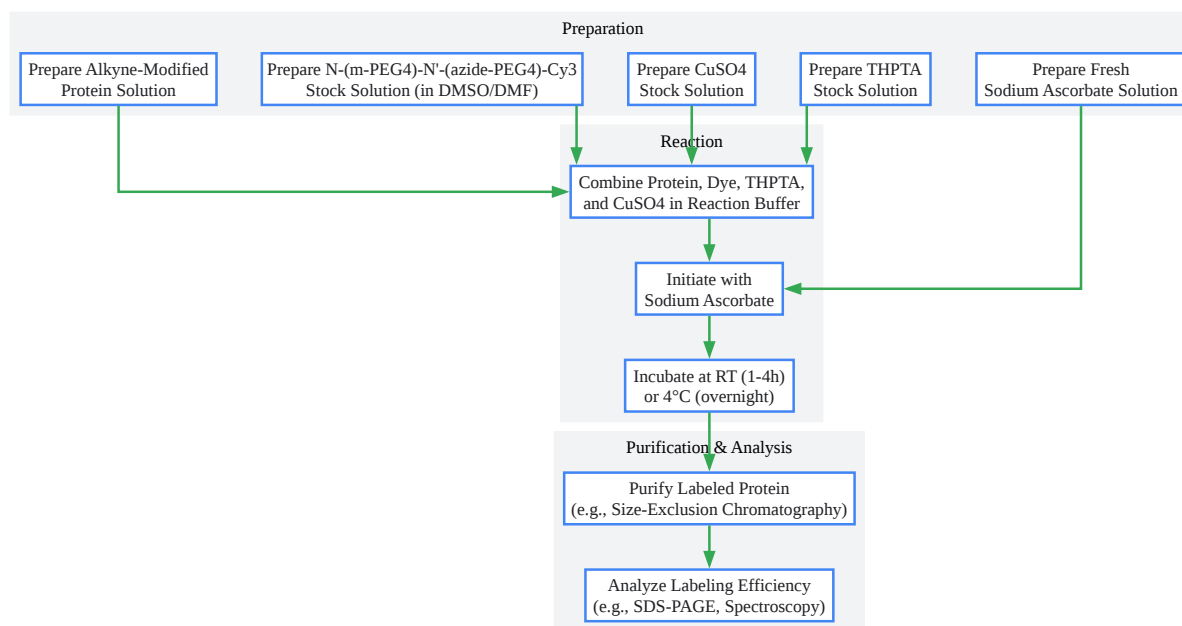 Preparation
Prepare Alkyne-Modified
Protein Solution
Prepare N-(m-PEG4)-N'-(azide-PEG4)-Cy3
Stock Solution (in DMSO/DMF)
Prepare CuSO4
Stock Solution
Prepare THPTA
Stock Solution
Prepare Fresh
Sodium Ascorbate Solution
Reaction
Combine Protein, Dye, THPTA,
and CuSO4 in Reaction Buffer
Initiate with
Sodium Ascorbate
Incubate at RT (1-4h)
or 4°C (overnight)
Purification & Analysis
Purify Labeled Protein
(e.g., Size-Exclusion Chromatography)
Analyze Labeling Efficiency
(e.g., SDS-PAGE, Spectroscopy)